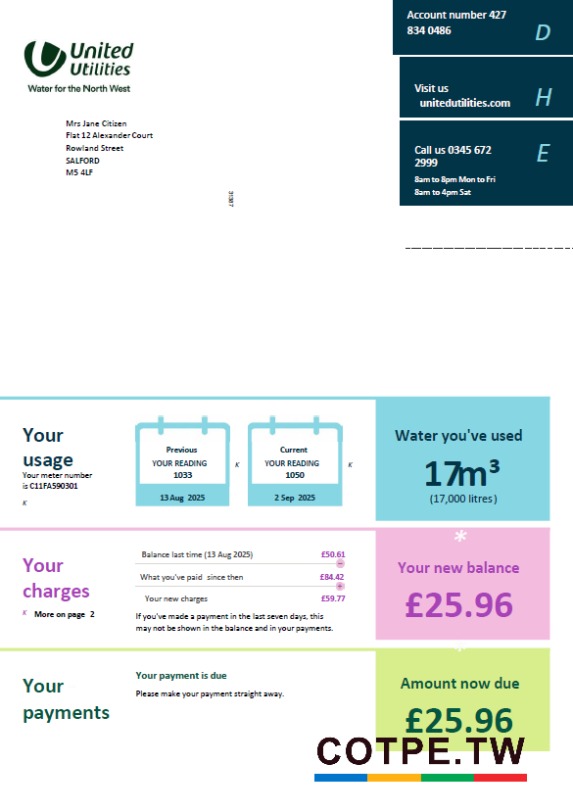 United
Utilities
Water for the North West
Account number 427
834 0486
D
Visit us
unitedutilities.com
H
Call us 0345 672
2999
E
8am to 8pm Mon to Fri
8am to 4pm Sat
Mrs Jane Citizen
Flat 12 Alexander Court
Rowland Street
SALFORD
M5 4LF
31387
Your
usage
Your meter number
is C11FA590301
K
Previous
YOUR READING
1033
13 Aug 2025
K
Current
YOUR READING
1050
2 Sep 2025
K
Water you've used
17m³
(17,000 litres)
Your
charges
K More on page 2
Balance last time (13 Aug 2025) £50.61
What you've paid since then £84.42
Your new charges £59.77
If you've made a payment in the last seven days, this
may not be shown in the balance and in your payments.
*
Your new balance
£25.96
Your
payments
Your payment is due
Please make your payment straight away.
Amount now due
£25.96
COTPE.TW